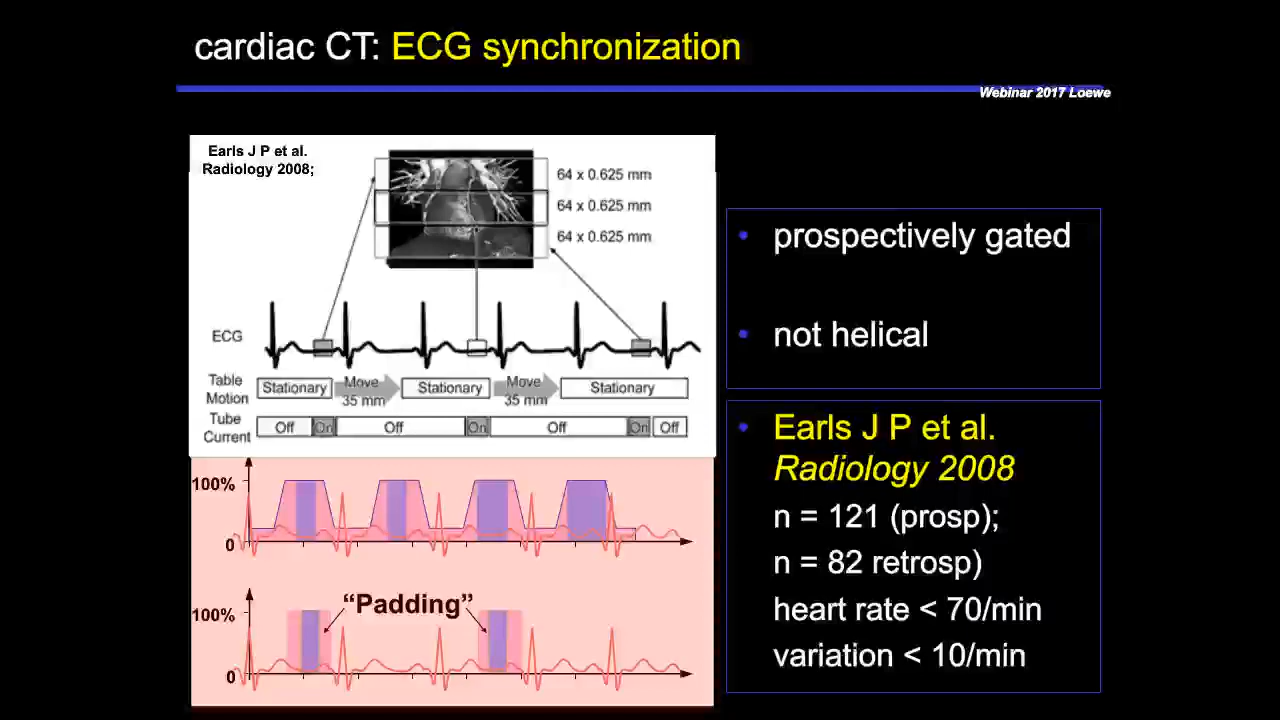 cardiac CT: ECG synchronization
Webinar 2017 Loewe
Earls J P et al.
Radiology 2008;
64 x 0.625 mm
64 x 0.625 mm
64 x 0.625 mm
ECG
Table
Motion
Stationary
Move
35 mm
Stationary
Move
35 mm
Stationary
Tube
Current
Off
On
Off
On
Off
On
Off
100%
0
100%
“Padding”
0
• prospectively gated
• not helical
• Earls J P et al.
Radiology 2008
n = 121 (prosp);
n = 82 retrosp)
heart rate < 70/min
variation < 10/min